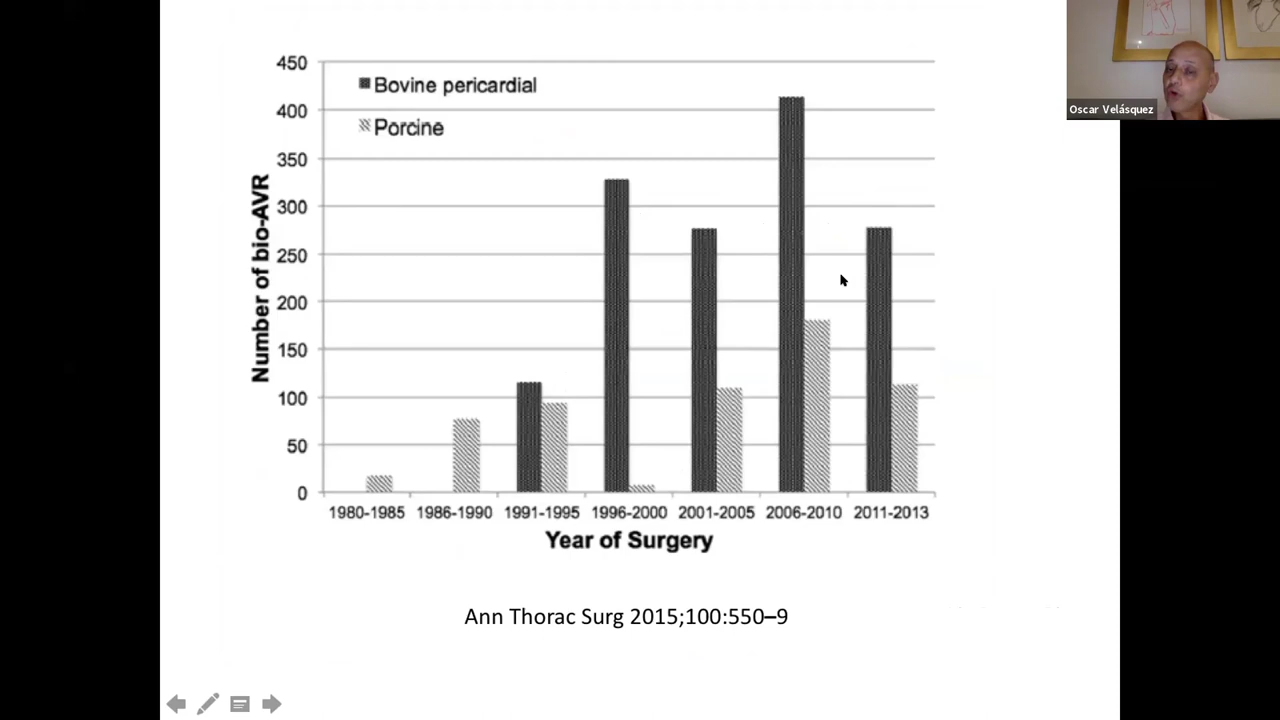 450
400
350
300
250
200
150
100
50
0
Number of bio-AVR
Bovine pericardial
Porcine
1980-1985 1986-1990 1991-1995 1996-2000 2001-2005 2006-2010 2011-2013
Year of Surgery
Ann Thorac Surg 2015;100:550–9
Oscar Velásquez